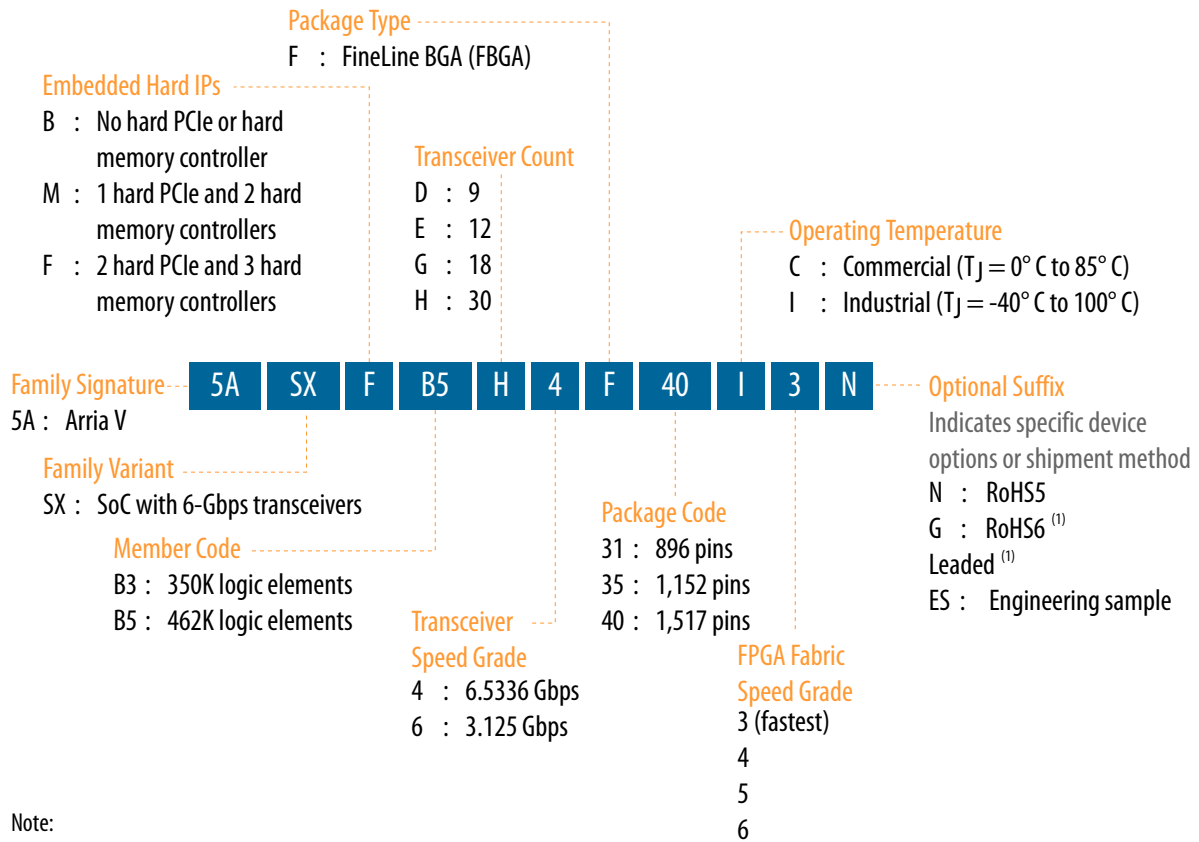 Package Type
F : FineLine BGA (FBGA)
Embedded Hard IPs
B : No hard PCIe or hard
memory controller
M : 1 hard PCIe and 2 hard
memory controllers
F : 2 hard PCIe and 3 hard
memory controllers
Transceiver Count
D : 9
E : 12
G : 18
H : 30
Operating Temperature
C : Commercial (TJ = 0° C to 85° C)
I : Industrial (TJ = -40° C to 100° C)
Family Signature
5A : Arria V
5A SX F B5 H 4 F 40 I 3 N
Optional Suffix
Indicates specific device
options or shipment method
N : RoHS5
G : RoHS6 (1)
Leaded (1)
ES : Engineering sample
Family Variant
SX : SoC with 6-Gbps transceivers
Member Code
B3 : 350K logic elements
B5 : 462K logic elements
Transceiver
Speed Grade
4 : 6.5336 Gbps
6 : 3.125 Gbps
Package Code
31 : 896 pins
35 : 1,152 pins
40 : 1,517 pins
FPGA Fabric
Speed Grade
3 (fastest)
4
5
6
Note: